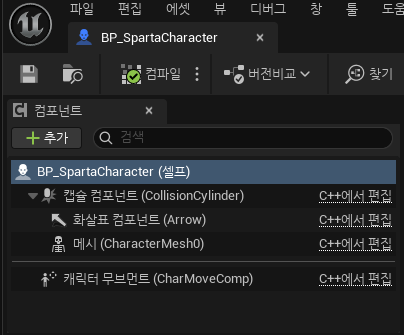 파일 편집 에셋 뷰 디버그 창 툴
BP_SpartaCharacter
컴파일 버전비교 찾기
컴포넌트
+ 추가 검색
BP_SpartaCharacter (셀프)
캡슐 컴포넌트 (CollisionCylinder) C++에서 편집
화살표 컴포넌트 (Arrow) C++에서 편집
메시 (CharacterMesh0) C++에서 편집
캐릭터 무브먼트 (CharMoveComp) C++에서 편집